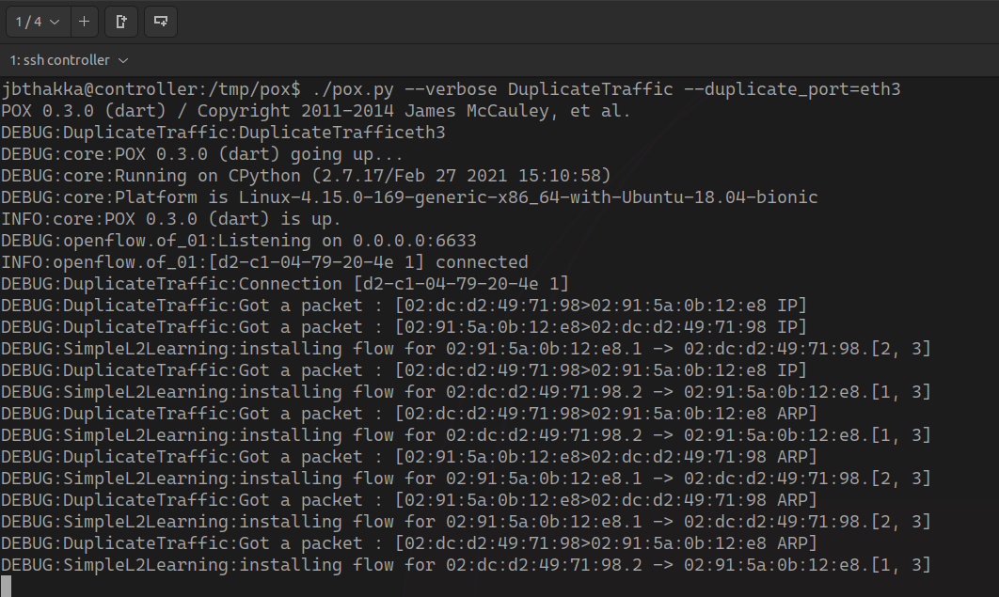 1 / 4
1: ssh controller
jbthakka@controller:/tmp/pox$ ./pox.py --verbose DuplicateTraffic --duplicate_port=eth3
POX 0.3.0 (dart) / Copyright 2011-2014 James McCauley, et al.
DEBUG:DuplicateTraffic:DuplicateTrafficeth3
DEBUG:core:POX 0.3.0 (dart) going up...
DEBUG:core:Running on CPython (2.7.17/Feb 27 2021 15:10:58)
DEBUG:core:Platform is Linux-4.15.0-169-generic-x86_64-with-Ubuntu-18.04-bionic
INFO:core:POX 0.3.0 (dart) is up.
DEBUG:openflow.of_01:Listening on 0.0.0.0:6633
INFO:openflow.of_01:[d2-c1-04-79-20-4e 1] connected
DEBUG:DuplicateTraffic:Connection [d2-c1-04-79-20-4e 1]
DEBUG:DuplicateTraffic:Got a packet : [02:dc:d2:49:71:98>02:91:5a:0b:12:e8 IP]
DEBUG:DuplicateTraffic:Got a packet : [02:91:5a:0b:12:e8>02:dc:d2:49:71:98 IP]
DEBUG:SimpleL2Learning:installing flow for 02:91:5a:0b:12:e8.1 -> 02:dc:d2:49:71:98.[2, 3]
DEBUG:DuplicateTraffic:Got a packet : [02:dc:d2:49:71:98>02:91:5a:0b:12:e8 IP]
DEBUG:SimpleL2Learning:installing flow for 02:dc:d2:49:71:98.2 -> 02:91:5a:0b:12:e8.[1, 3]
DEBUG:DuplicateTraffic:Got a packet : [02:dc:d2:49:71:98>02:91:5a:0b:12:e8 ARP]
DEBUG:SimpleL2Learning:installing flow for 02:dc:d2:49:71:98.2 -> 02:91:5a:0b:12:e8.[1, 3]
DEBUG:DuplicateTraffic:Got a packet : [02:91:5a:0b:12:e8>02:dc:d2:49:71:98 ARP]
DEBUG:SimpleL2Learning:installing flow for 02:91:5a:0b:12:e8.1 -> 02:dc:d2:49:71:98.[2, 3]
DEBUG:DuplicateTraffic:Got a packet : [02:91:5a:0b:12:e8>02:dc:d2:49:71:98 ARP]
DEBUG:SimpleL2Learning:installing flow for 02:91:5a:0b:12:e8.1 -> 02:dc:d2:49:71:98.[2, 3]
DEBUG:DuplicateTraffic:Got a packet : [02:dc:d2:49:71:98>02:91:5a:0b:12:e8 ARP]
DEBUG:SimpleL2Learning:installing flow for 02:dc:d2:49:71:98.2 -> 02:91:5a:0b:12:e8.[1, 3]